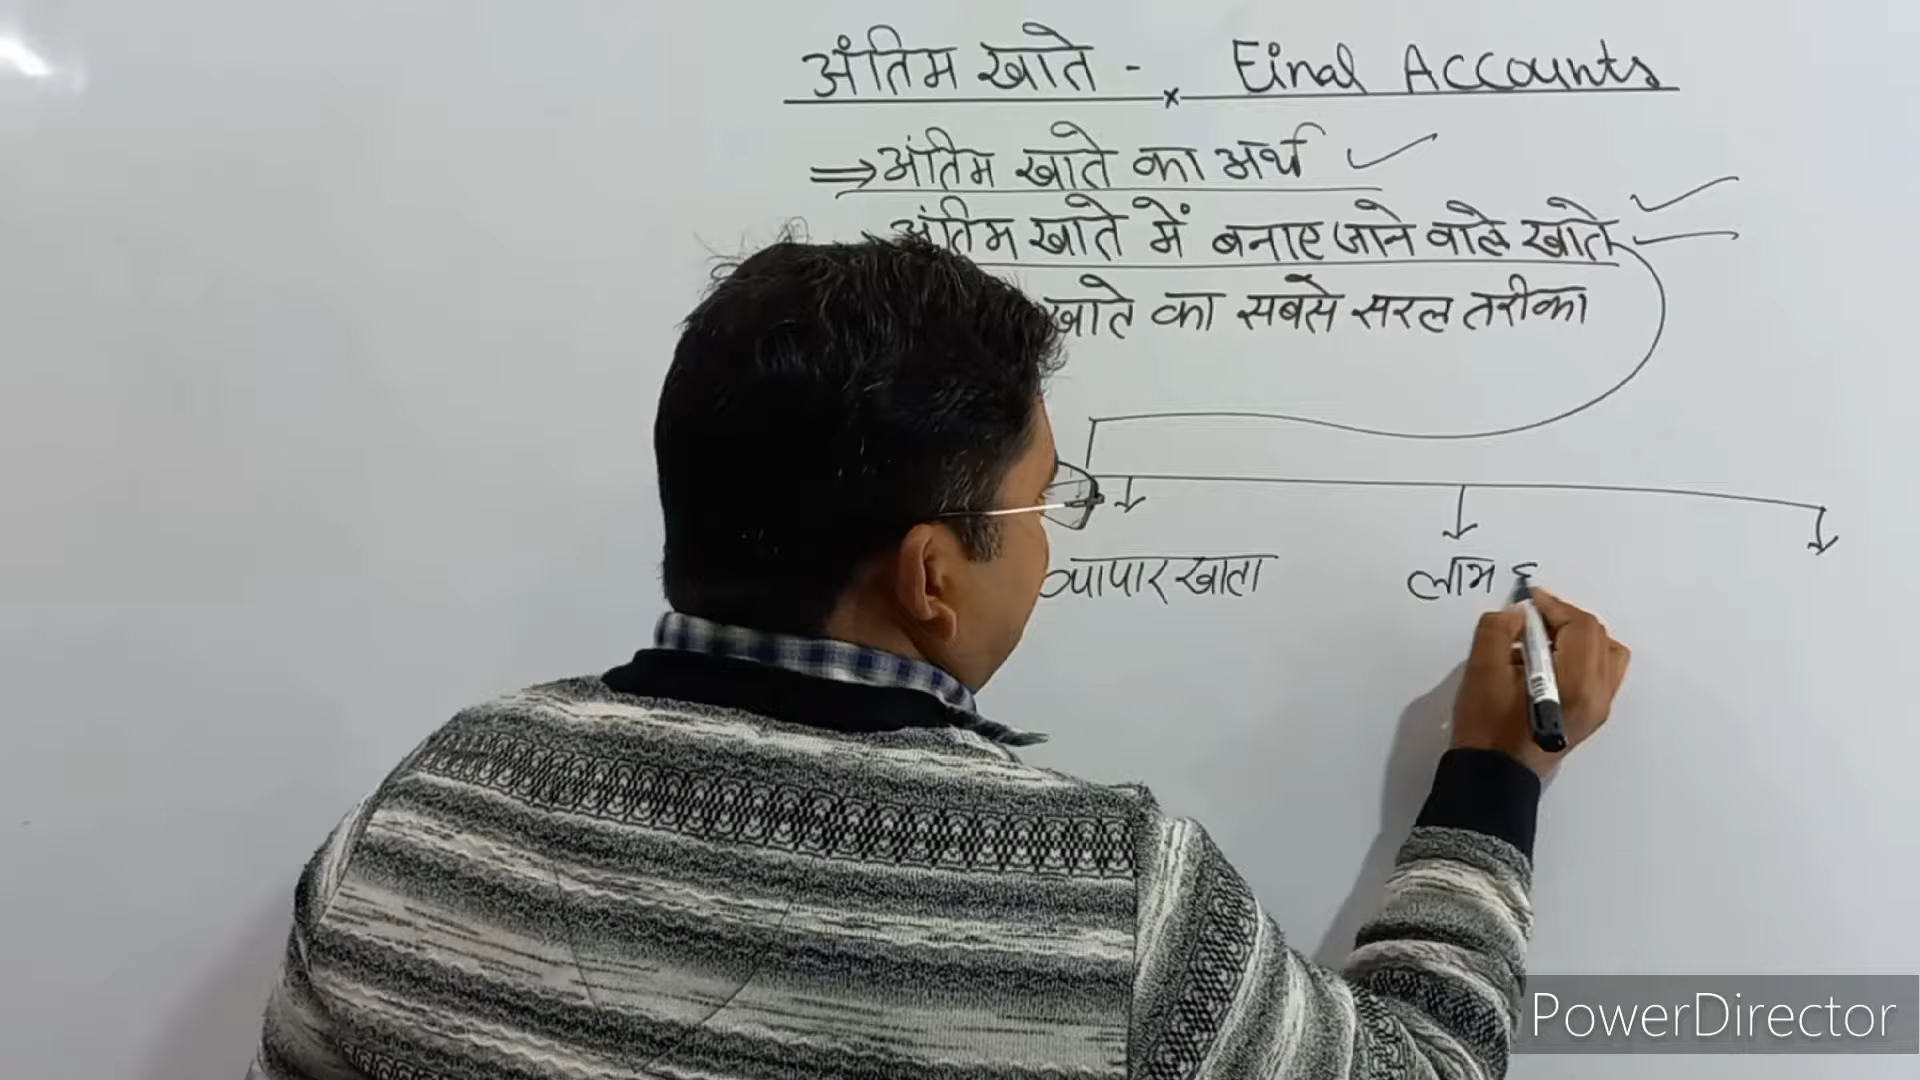 अंतिम खाते - Final Accounts
⇒ अंतिम खाते का अर्थ ✓
अंतिम खाते में बनाए जाने वाले खाते
खाते का सबसे सरल तरीका
व्यापार खाता लाभ
PowerDirector